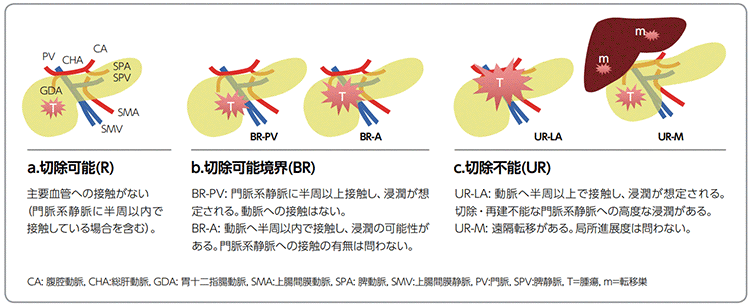 PV
CHA
CA
SPA
SPV
GDA
T
SMA
SMV
T
BR-PV
T
BR-A
T
UR-LA
m
m
T
UR-M
a.切除可能(R)
主要血管への接触がない
(門脈系静脈に半周以内で
接触している場合を含む)。
b.切除可能境界(BR)
BR-PV: 門脈系静脈に半周以上接触し、浸潤が想
定される。動脈への接触はない。
BR-A: 動脈へ半周以内で接触し、浸潤の可能性が
ある。門脈系静脈への接触の有無は問わない。
c.切除不能(UR)
UR-LA: 動脈へ半周以上で接触し、浸潤が想定される。
切除・再建不能な門脈系静脈への高度な浸潤がある。
UR-M: 遠隔転移がある。局所進展度は問わない。
CA: 腹腔動脈, CHA:総肝動脈, GDA: 胃十二指腸動脈, SMA:上腸間膜動脈, SPA: 脾動脈, SMV:上腸間膜静脈, PV:門脈, SPV:脾静脈, T=腫瘍, m=転移巣